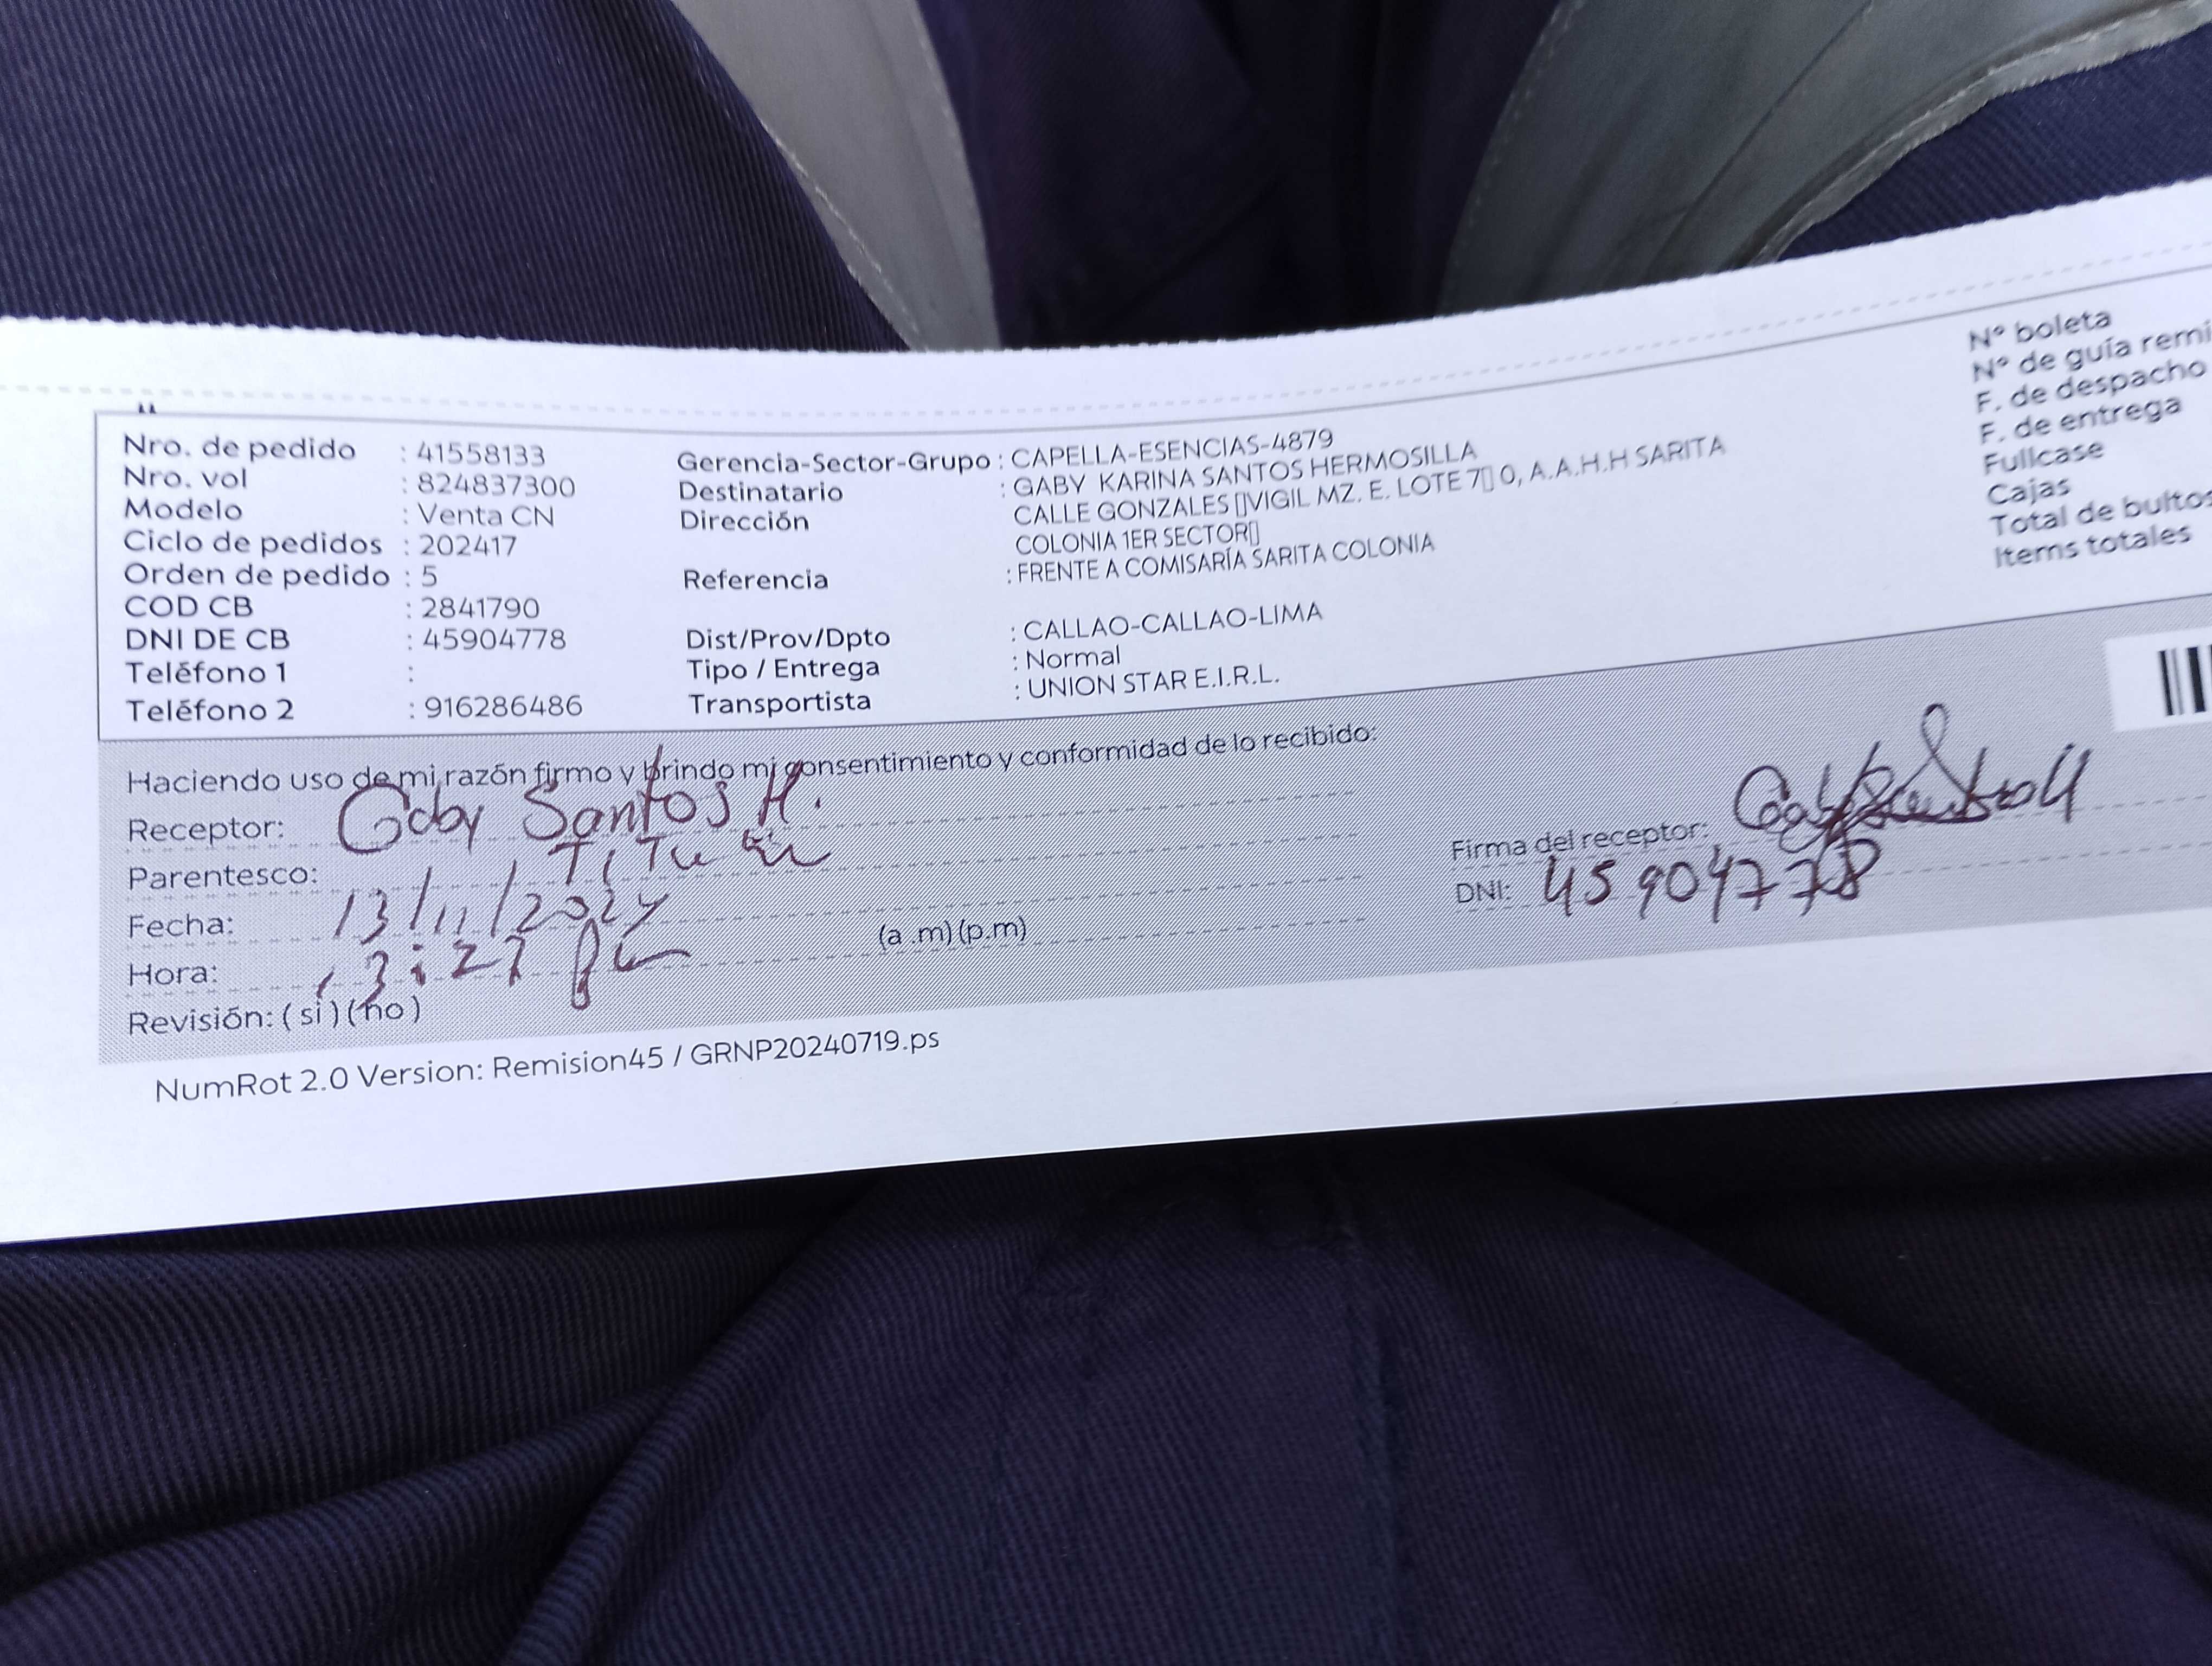 Nro. de pedido : 41558133
Nro. vol : 824837300
Modelo : Venta CN
Ciclo de pedidos : 202417
Orden de pedido : 5
COD CB : 2841790
DNI DE CB : 45904778
Teléfono 1 :
Teléfono 2 : 916286486
Gerencia-Sector-Grupo : CAPELLA-ESENCIAS-4879
Destinatario : GABY KARINA SANTOS HERMOSILLA
Dirección CALLE GONZALES ▯VIGIL MZ. E. LOTE 7▯ 0, A.A.H.H SARITA
COLONIA 1ER SECTOR▯
Referencia : FRENTE A COMISARÍA SARITA COLONIA
Dist/Prov/Dpto : CALLAO-CALLAO-LIMA
Tipo / Entrega : Normal
Transportista : UNION STAR E.I.R.L.
N° boleta
N° de guía remi
F. de despacho
F. de entrega
Fullcase
Cajas
Total de bultos
Items totales
Haciendo uso de mi razón firmo y brindo mi consentimiento y conformidad de lo recibido:
Receptor: Gaby Santos H.
Parentesco:
Fecha: 13/11/2024
Hora: 3:27 (a .m)(p.m)
Revisión: ( si ) ( no )
Firma del receptor:
DNI: 45904778
NumRot 2.0 Version: Remision45 / GRNP20240719.ps